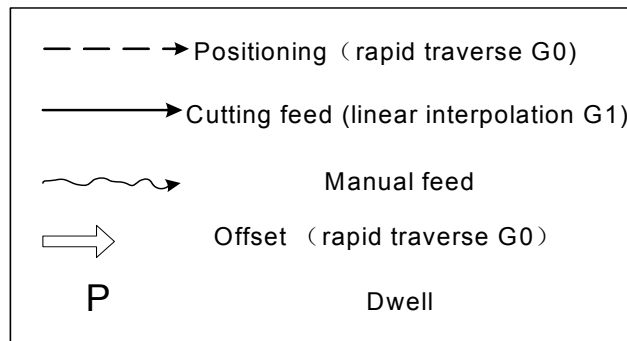 Positioning（rapid traverse G0)
Cutting feed (linear interpolation G1)
Manual feed
Offset （rapid traverse G0）
P Dwell